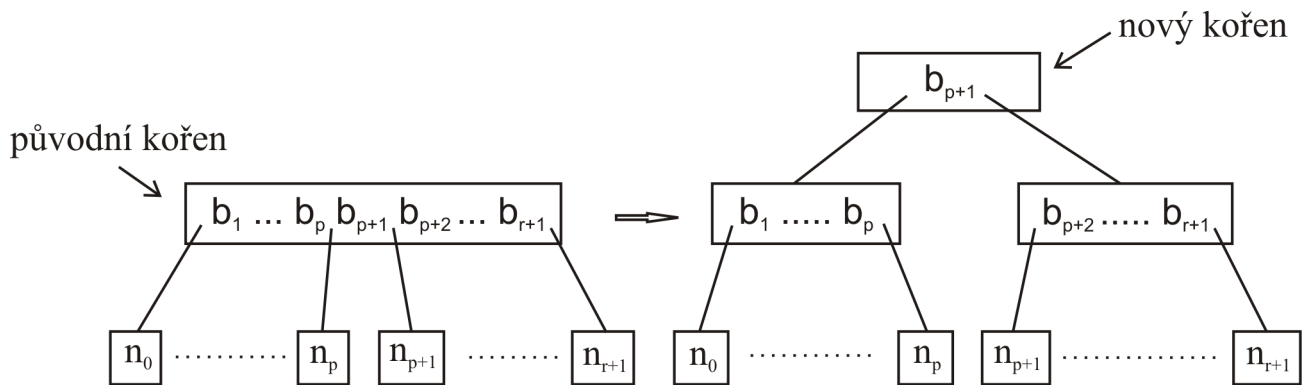 nový kořen
b_{p+1}
původní kořen
b_1 ... b_p b_{p+1} b_{p+2} ... b_{r+1}
b_1 ..... b_p
b_{p+2} ..... b_{r+1}
n_0 ........... n_p n_{p+1} ......... n_{r+1}
n_0 ............ n_p n_{p+1} ............... n_{r+1}